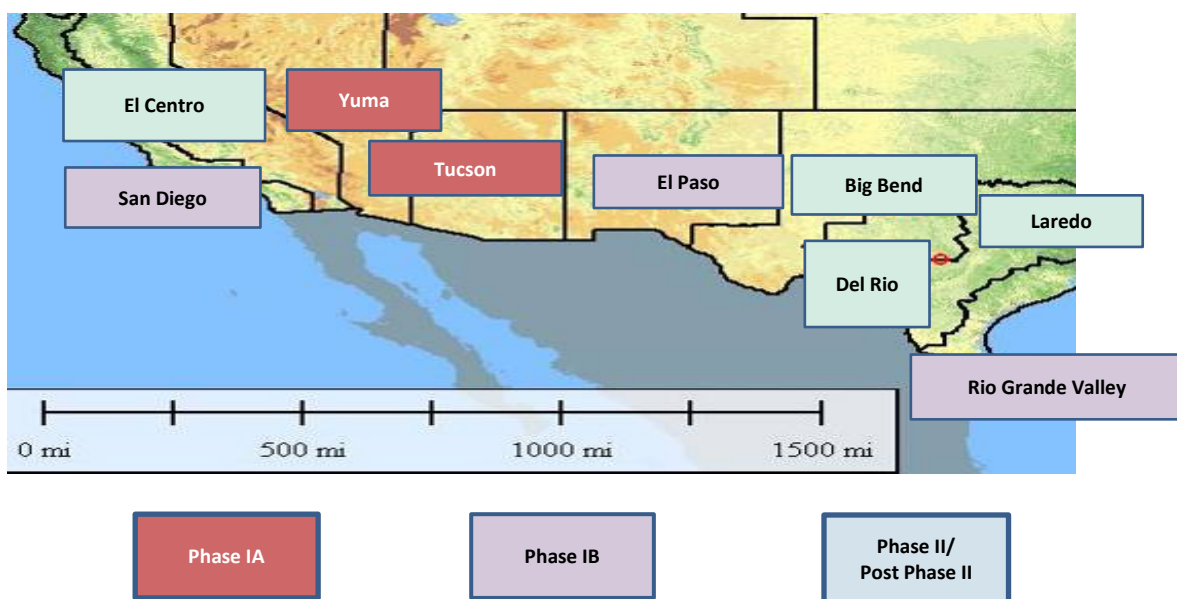 El Centro
Yuma
Tucson
San Diego
El Paso
Big Bend
Laredo
Del Rio
Rio Grande Valley
0 mi
500 mi
1000 mi
1500 mi
Phase IA
Phase IB
Phase II/
Post Phase II